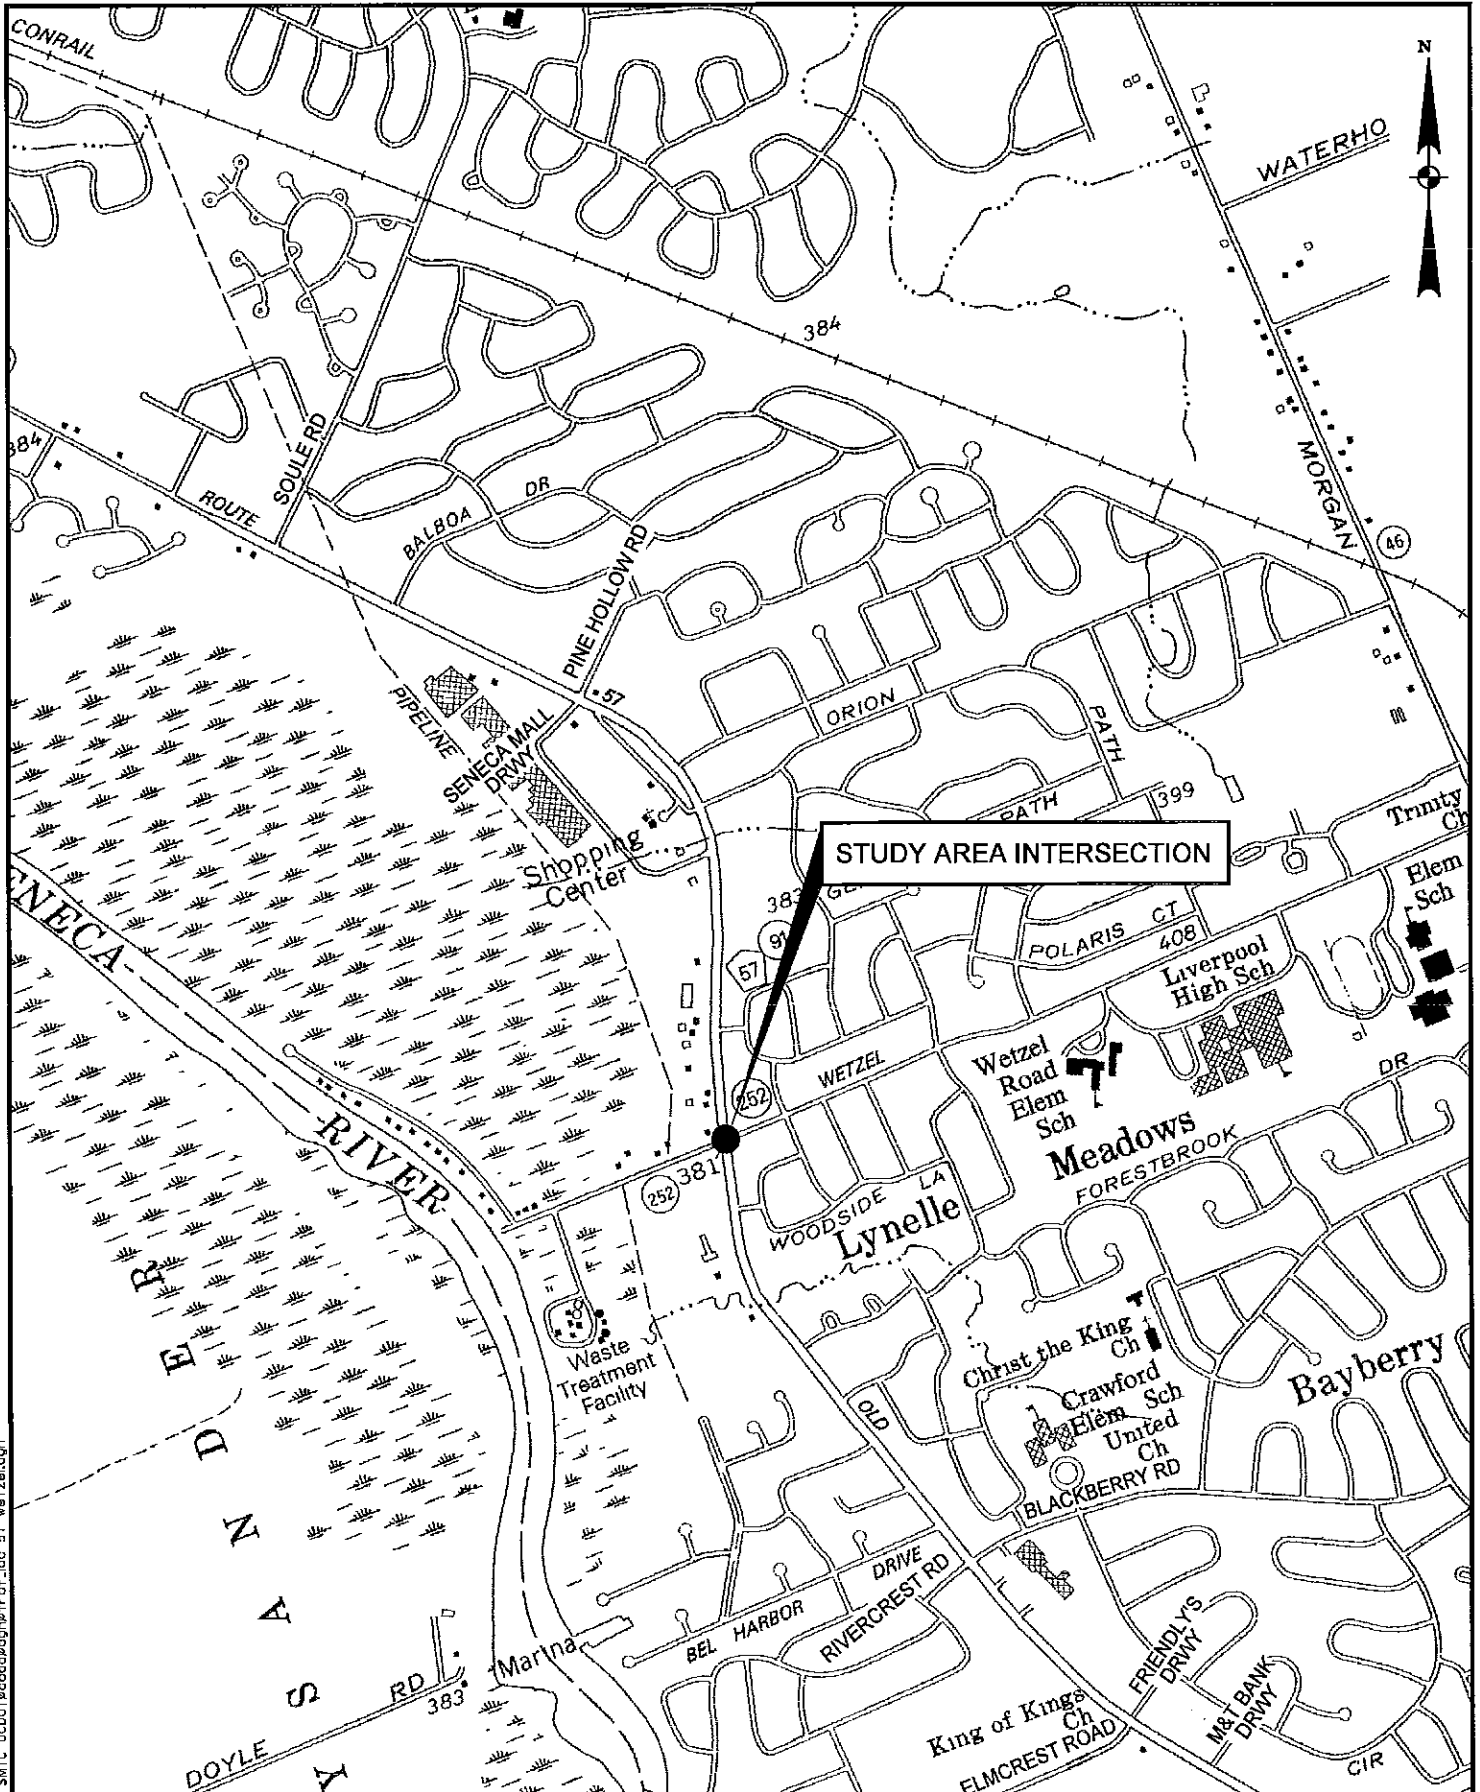 CONRAIL
N
WATERHO
384
384
SOULE RD
ROUTE
BALBOA
DR
MORGAN
46
PINE HOLLOW RD
57
PIPELINE
SENECA MALL
DRWY
ORION
PATH
PATH
399
Trinity
Ch
STUDY AREA INTERSECTION
Shopping
Center
Elem
Sch
383
91
57
POLARIS CT
408
Liverpool
High Sch
ENECA
RIVER
WETZEL
Wetzel
Road
Elem
Sch
DR
252
Meadows
FORESTBROOK
381
252
WOODSIDE LA
Lynelle
8
Waste
Treatment
Facility
Christ the King
Ch
Crawford
Elem Sch
United
Ch
Bayberry
OLD
BLACKBERRY RD
R
E
D
N
A
S
Y
DRIVE
BEL HARBOR
RIVERCREST RD
Marina
RD
383
DOYLE
FRIENDLY'S
DRWY
M&T BANK
DRWY
King of Kings
Ch
ELMCREST ROAD
CIR